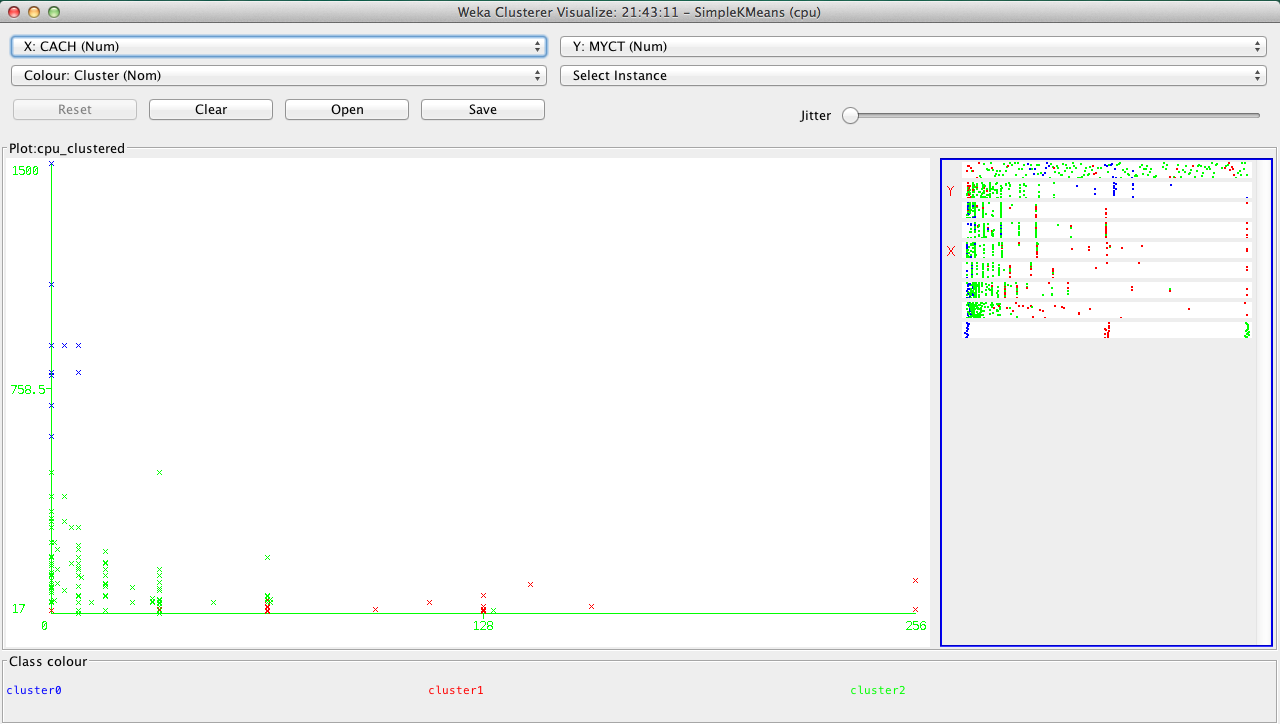 Weka Clusterer Visualize: 21:43:11 – SimpleKMeans (cpu)
X: CACH (Num)
Y: MYCT (Num)
Colour: Cluster (Nom)
Select Instance
Reset
Clear
Open
Save
Jitter
Plot:cpu_clustered
1500
758.5
17
0
128
256
Y
X
Class colour
cluster0
cluster1
cluster2